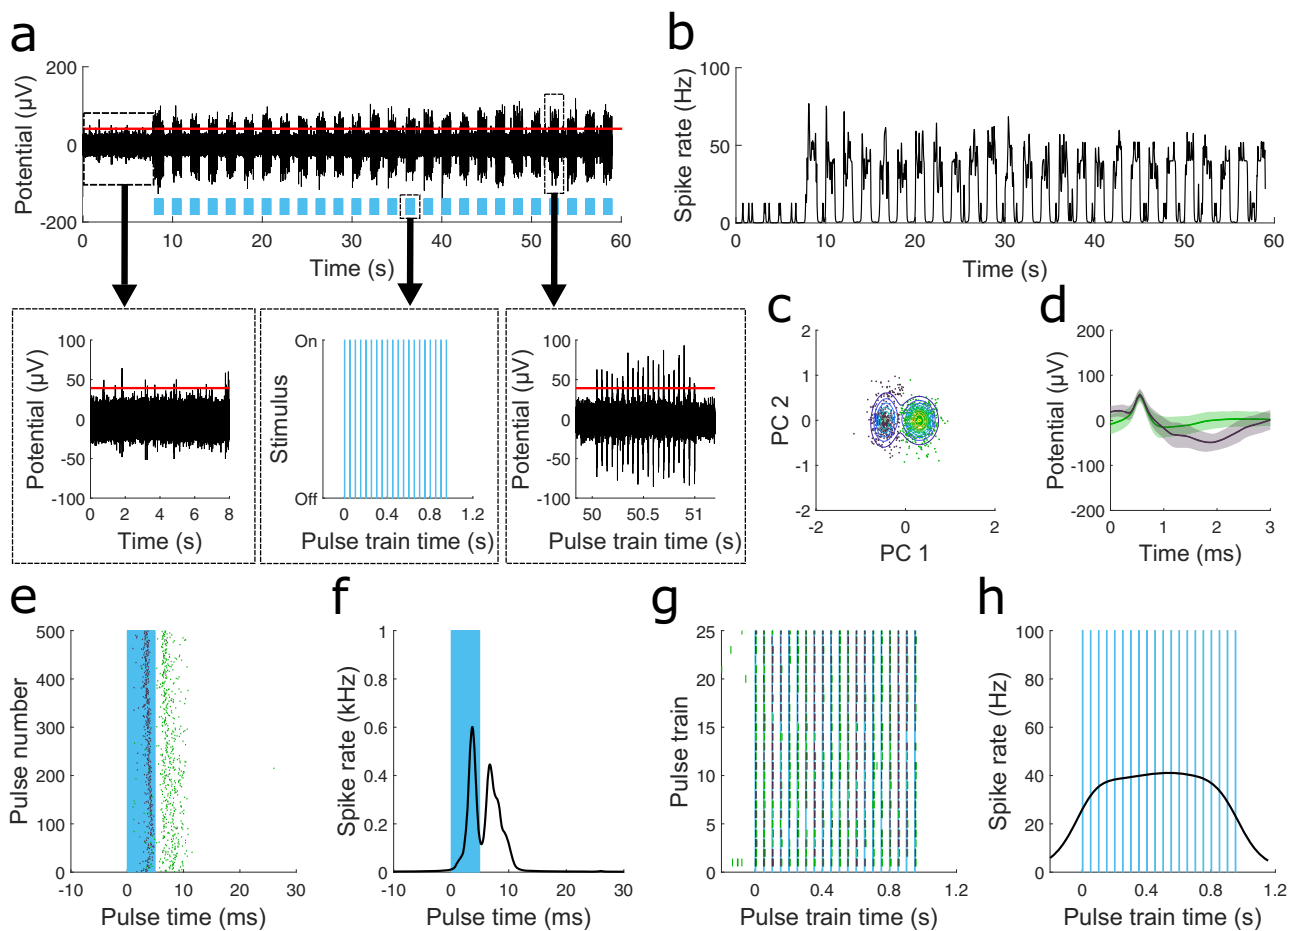 a
Potential (µV)
200
0
-200
0 10 20 30 40 50 60
Time (s)
b
Spike rate (Hz)
100
50
0
0 10 20 30 40 50 60
Time (s)
Potential (µV)
100
50
0
-50
-100
0 2 4 6 8
Time (s)
Stimulus
On
Off
0 0.4 0.8 1.2
Pulse train time (s)
Potential (µV)
100
50
0
-50
-100
50 50.5 51
Pulse train time (s)
c
PC 2
2
1
0
-1
-2
-2 0 2
PC 1
d
Potential (µV)
200
100
0
-100
-200
0 1 2 3
Time (ms)
e
Pulse number
500
400
300
200
100
0
-10 0 10 20 30
Pulse time (ms)
f
Spike rate (kHz)
1
0.8
0.6
0.4
0.2
0
-10 0 10 20 30
Pulse time (ms)
g
Pulse train
25
20
15
10
5
0
0 0.4 0.8 1.2
Pulse train time (s)
h
Spike rate (Hz)
100
80
60
40
20
0
0 0.4 0.8 1.2
Pulse train time (s)